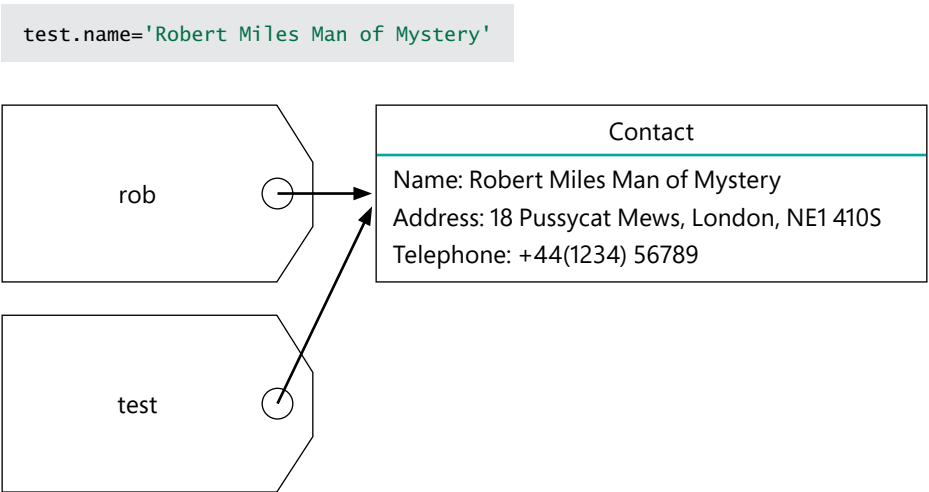 test.name='Robert Miles Man of Mystery'
rob
Contact
Name: Robert Miles Man of Mystery
Address: 18 Pussycat Mews, London, NE1 410S
Telephone: +44(1234) 56789
test